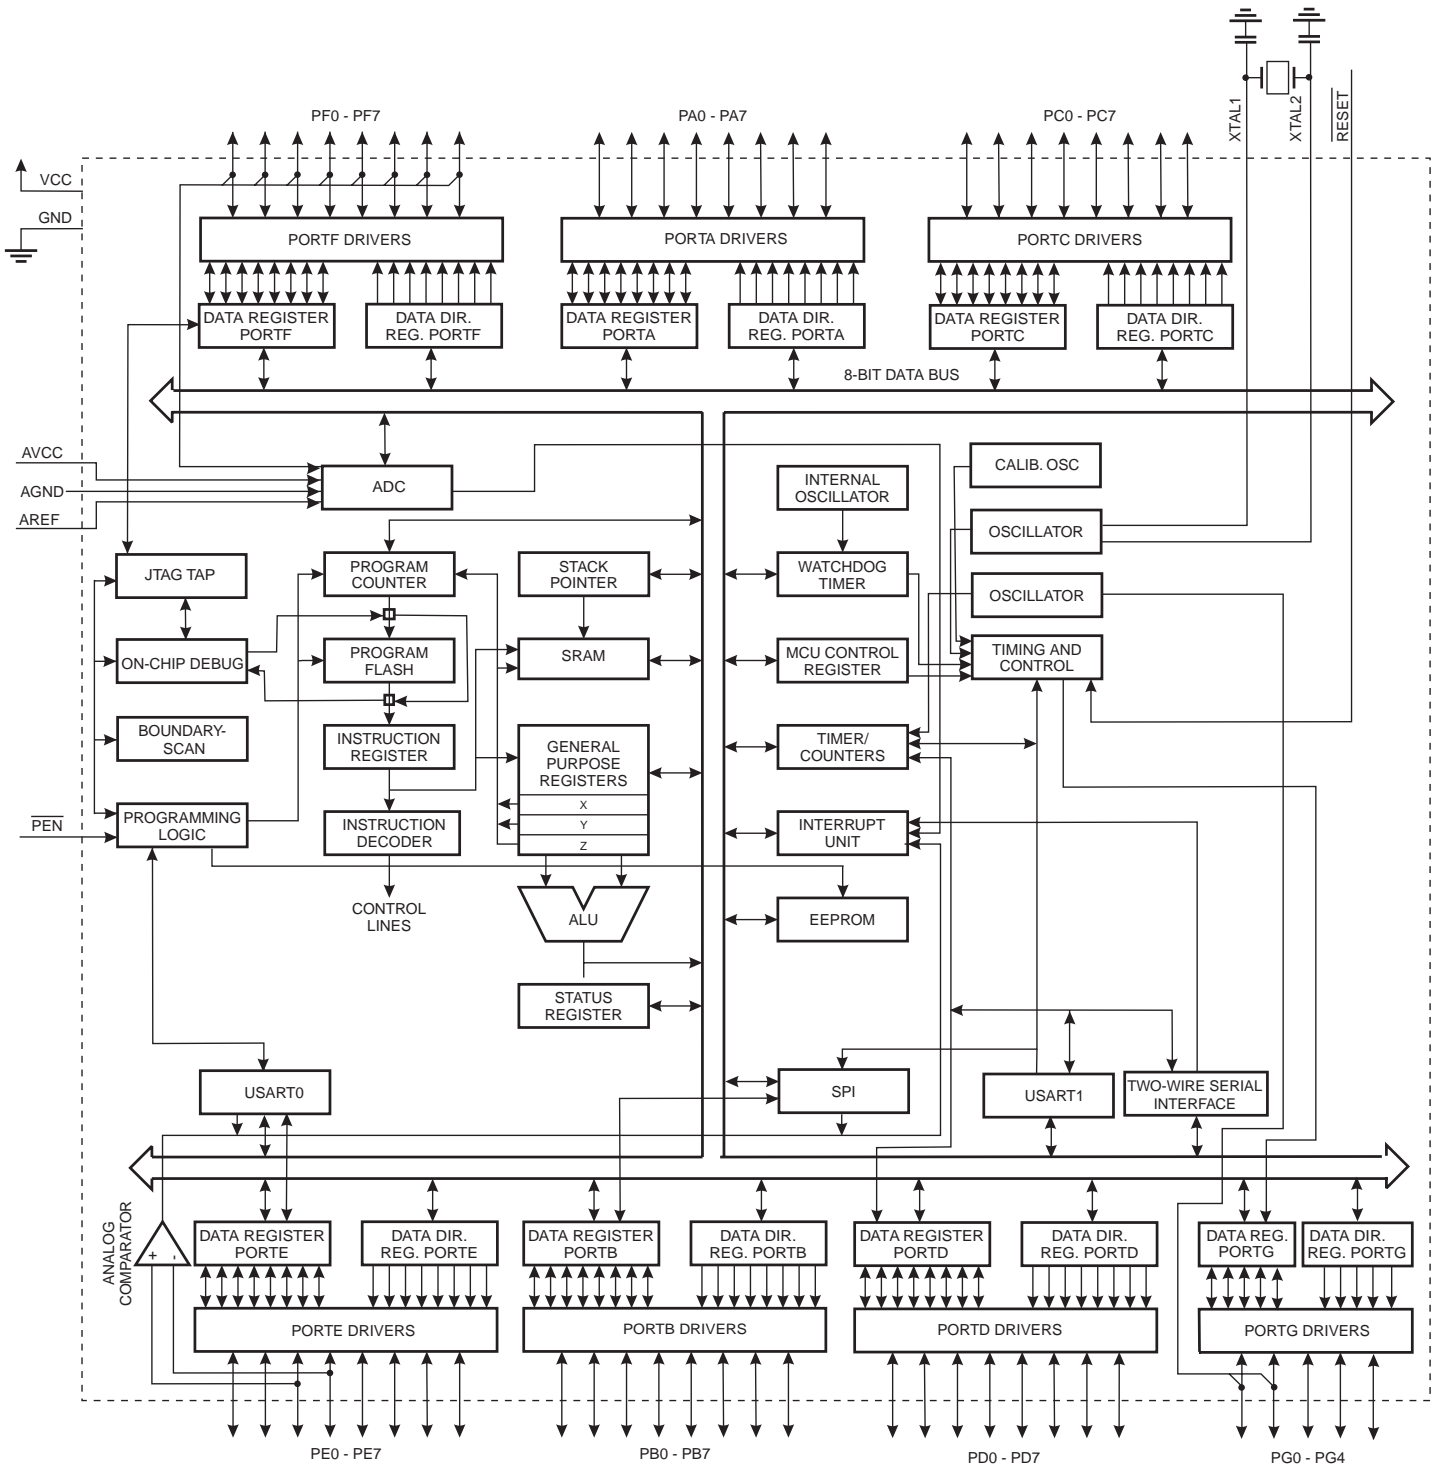 XTAL1
XTAL2
RESET
PF0 - PF7
PA0 - PA7
PC0 - PC7
VCC
GND
PORTF DRIVERS
PORTA DRIVERS
PORTC DRIVERS
DATA REGISTER
PORTF
DATA DIR.
REG. PORTF
DATA REGISTER
PORTA
DATA DIR.
REG. PORTA
DATA REGISTER
PORTC
DATA DIR.
REG. PORTC
8-BIT DATA BUS
AVCC
AGND
AREF
ADC
INTERNAL
OSCILLATOR
CALIB. OSC
OSCILLATOR
JTAG TAP
PROGRAM
COUNTER
STACK
POINTER
WATCHDOG
TIMER
OSCILLATOR
ON-CHIP DEBUG
PROGRAM
FLASH
SRAM
MCU CONTROL
REGISTER
TIMING AND
CONTROL
BOUNDARY-
SCAN
INSTRUCTION
REGISTER
GENERAL
PURPOSE
REGISTERS
X
Y
Z
TIMER/
COUNTERS
PEN
PROGRAMMING
LOGIC
INSTRUCTION
DECODER
INTERRUPT
UNIT
CONTROL
LINES
ALU
EEPROM
STATUS
REGISTER
USART0
SPI
USART1
TWO-WIRE SERIAL
INTERFACE
ANALOG
COMPARATOR
+
-
DATA REGISTER
PORTE
DATA DIR.
REG. PORTE
DATA REGISTER
PORTB
DATA DIR.
REG. PORTB
DATA REGISTER
PORTD
DATA DIR.
REG. PORTD
DATA REG.
PORTG
DATA DIR.
REG. PORTG
PORTE DRIVERS
PORTB DRIVERS
PORTD DRIVERS
PORTG DRIVERS
PE0 - PE7
PB0 - PB7
PD0 - PD7
PG0 - PG4